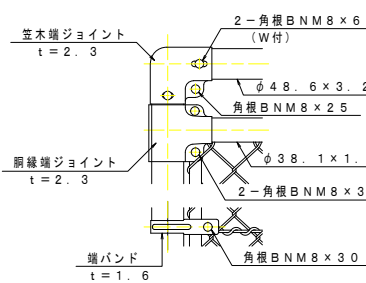 笠木端ジョイント
t=2.3
2-角根BNM8×6
(W付)
φ48.6×3.2
角根BNM8×25
胴縁端ジョイント
t=2.3
φ38.1×1.
2-角根BNM8×3
端バンド
t=1.6
角根BNM8×30